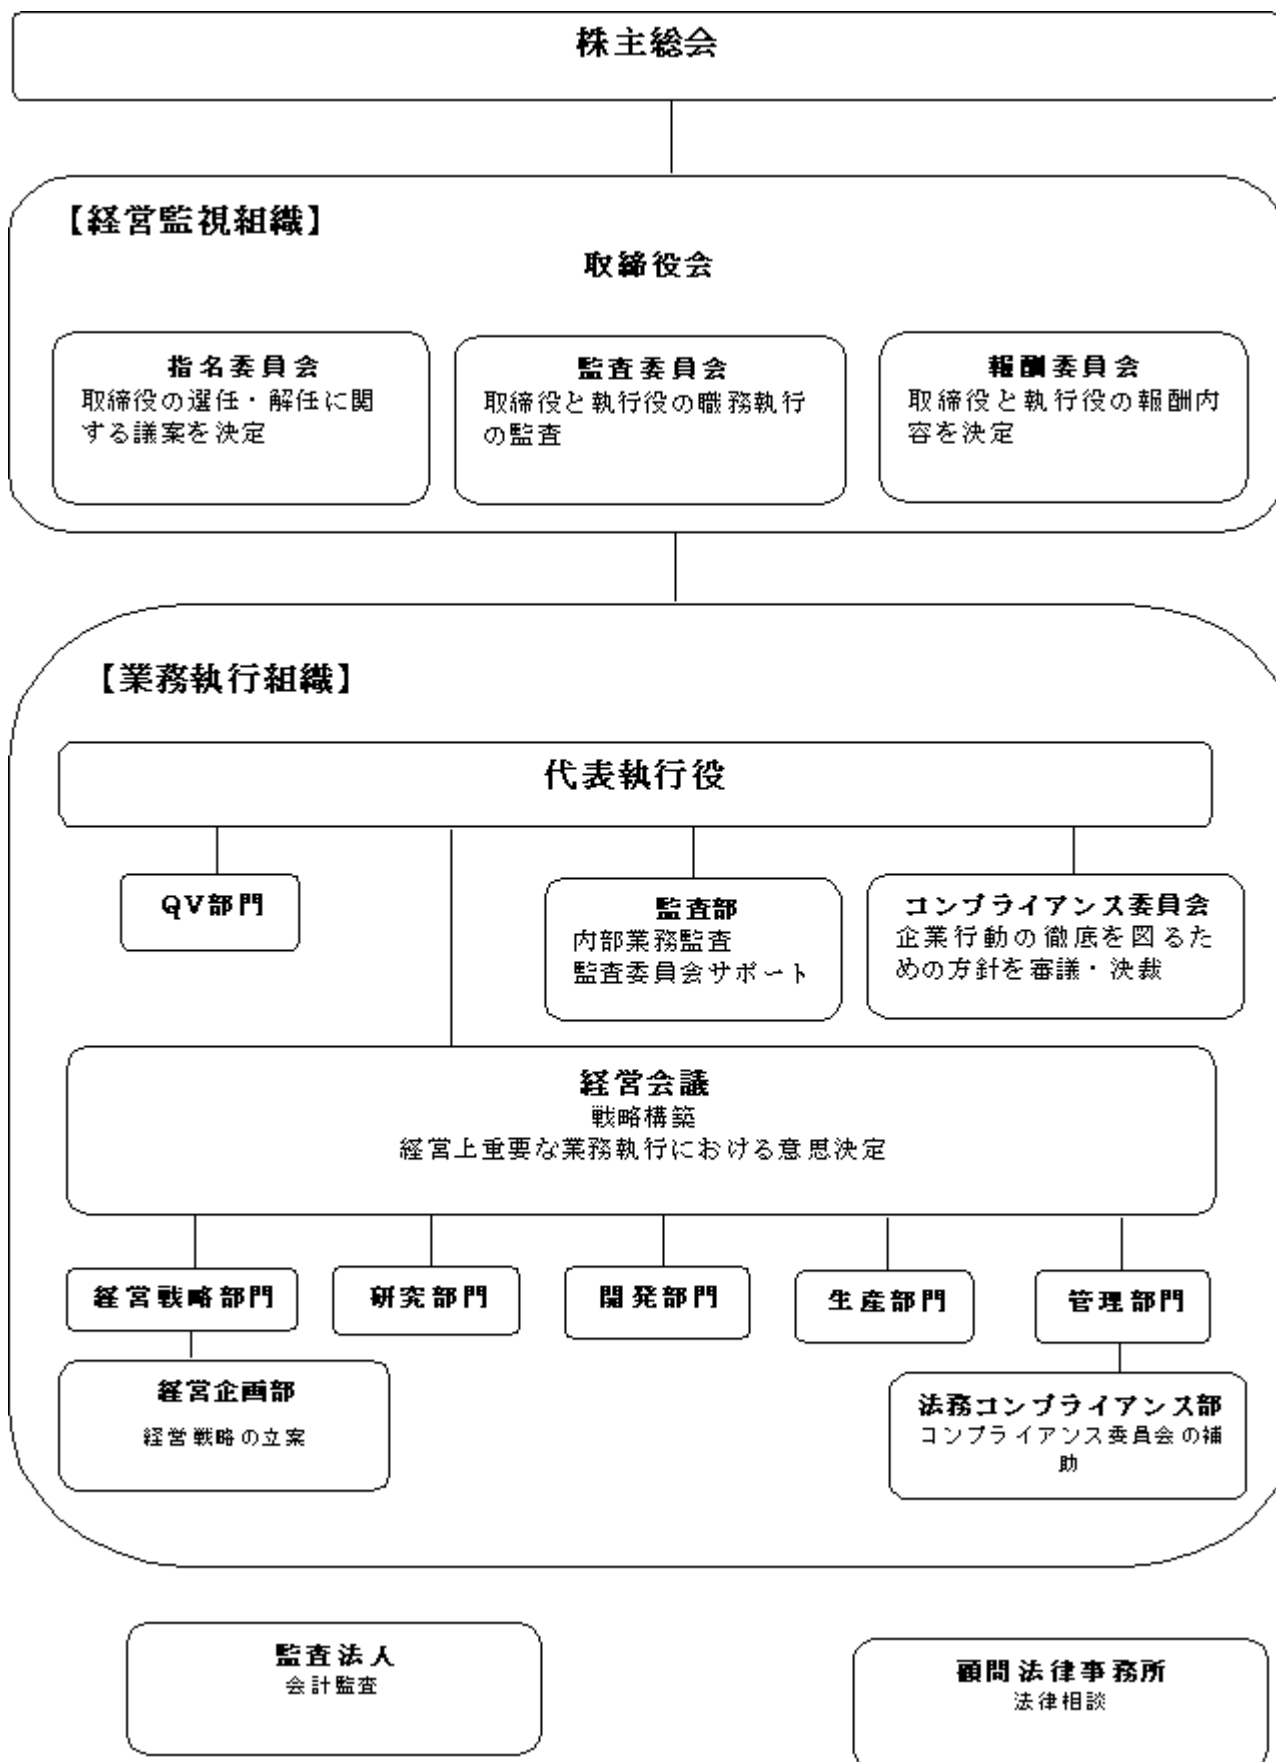 株主総会
【経営監視組織】
取締役会
指名委員会
取締役の選任・解任に関
する議案を決定
監査委員会
取締役と執行役の職務執行
の監査
報酬委員会
取締役と執行役の報酬内
容を決定
【業務執行組織】
代表執行役
QV部門
監査部
内部業務監査
監査委員会サポート
コンプライアンス委員会
企業行動の徹底を図るた
めの方針を審議・決裁
経営会議
戦略構築
経営上重要な業務執行における意思決定
経営戦略部門
研究部門
開発部門
生産部門
管理部門
経営企画部
経営戦略の立案
法務コンプライアンス部
コンプライアンス委員会の補
助
監査法人
会計監査
顧問法律事務所
法律相談